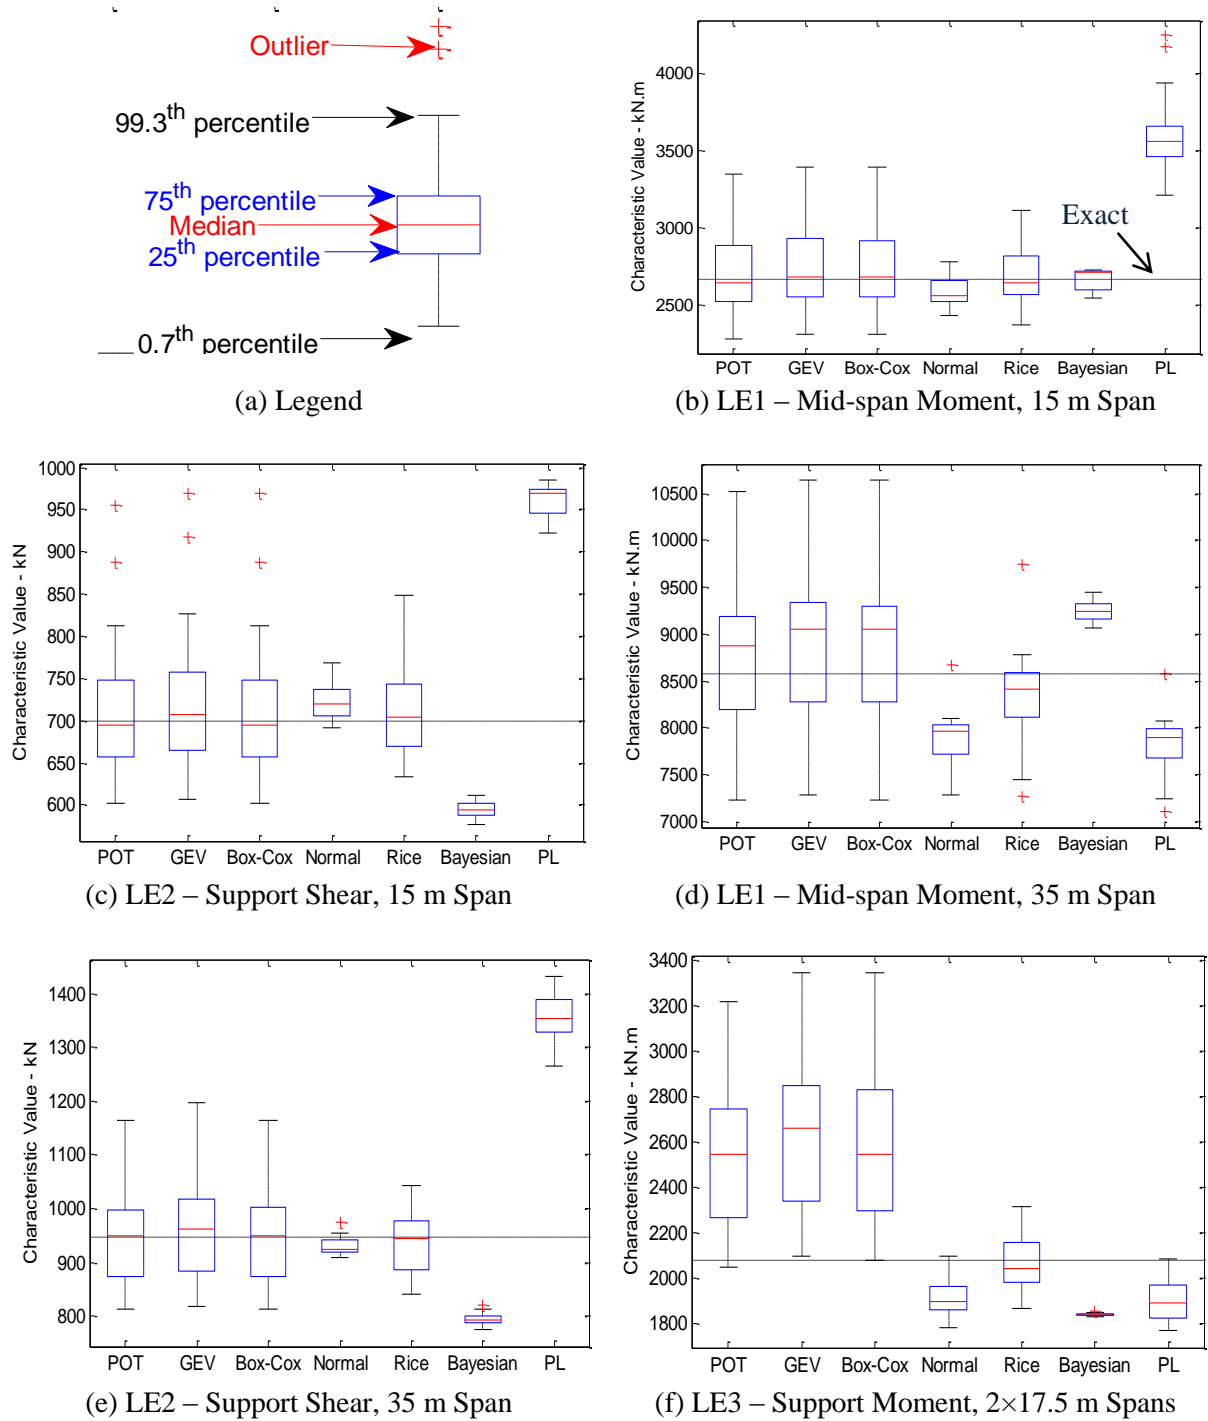 Outlier
99.3th percentile
75th percentile
Median
25th percentile
0.7th percentile
(a) Legend
Characteristic Value - kN.m
4000
3500
3000
2500
Exact
POT GEV Box-Cox Normal Rice Bayesian PL
(b) LE1 – Mid-span Moment, 15 m Span
Characteristic Value - kN
1000
950
900
850
800
750
700
650
600
POT GEV Box-Cox Normal Rice Bayesian PL
(c) LE2 – Support Shear, 15 m Span
Characteristic Value - kN.m
10500
10000
9500
9000
8500
8000
7500
7000
POT GEV Box-Cox Normal Rice Bayesian PL
(d) LE1 – Mid-span Moment, 35 m Span
Characteristic Value - kN
1400
1300
1200
1100
1000
900
800
POT GEV Box-Cox Normal Rice Bayesian PL
(e) LE2 – Support Shear, 35 m Span
Characteristic Value - kN.m
3400
3200
3000
2800
2600
2400
2200
2000
1800
POT GEV Box-Cox Normal Rice Bayesian PL
(f) LE3 – Support Moment, 2×17.5 m Spans